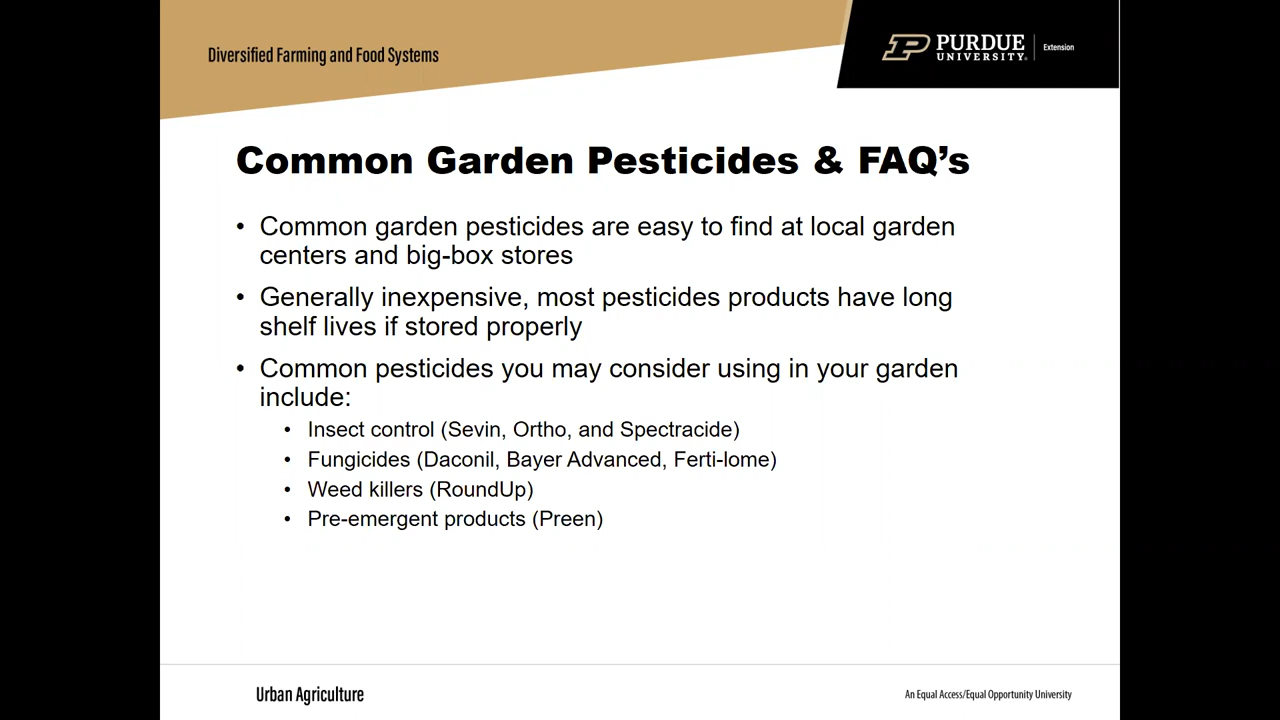 Diversified Farming and Food Systems
PURDUE
UNIVERSITY®
Extension
Common Garden Pesticides & FAQ’s
• Common garden pesticides are easy to find at local garden
centers and big-box stores
• Generally inexpensive, most pesticides products have long
shelf lives if stored properly
• Common pesticides you may consider using in your garden
include:
• Insect control (Sevin, Ortho, and Spectracide)
• Fungicides (Daconil, Bayer Advanced, Ferti-lome)
• Weed killers (RoundUp)
• Pre-emergent products (Preen)
Urban Agriculture
An Equal Access/Equal Opportunity University